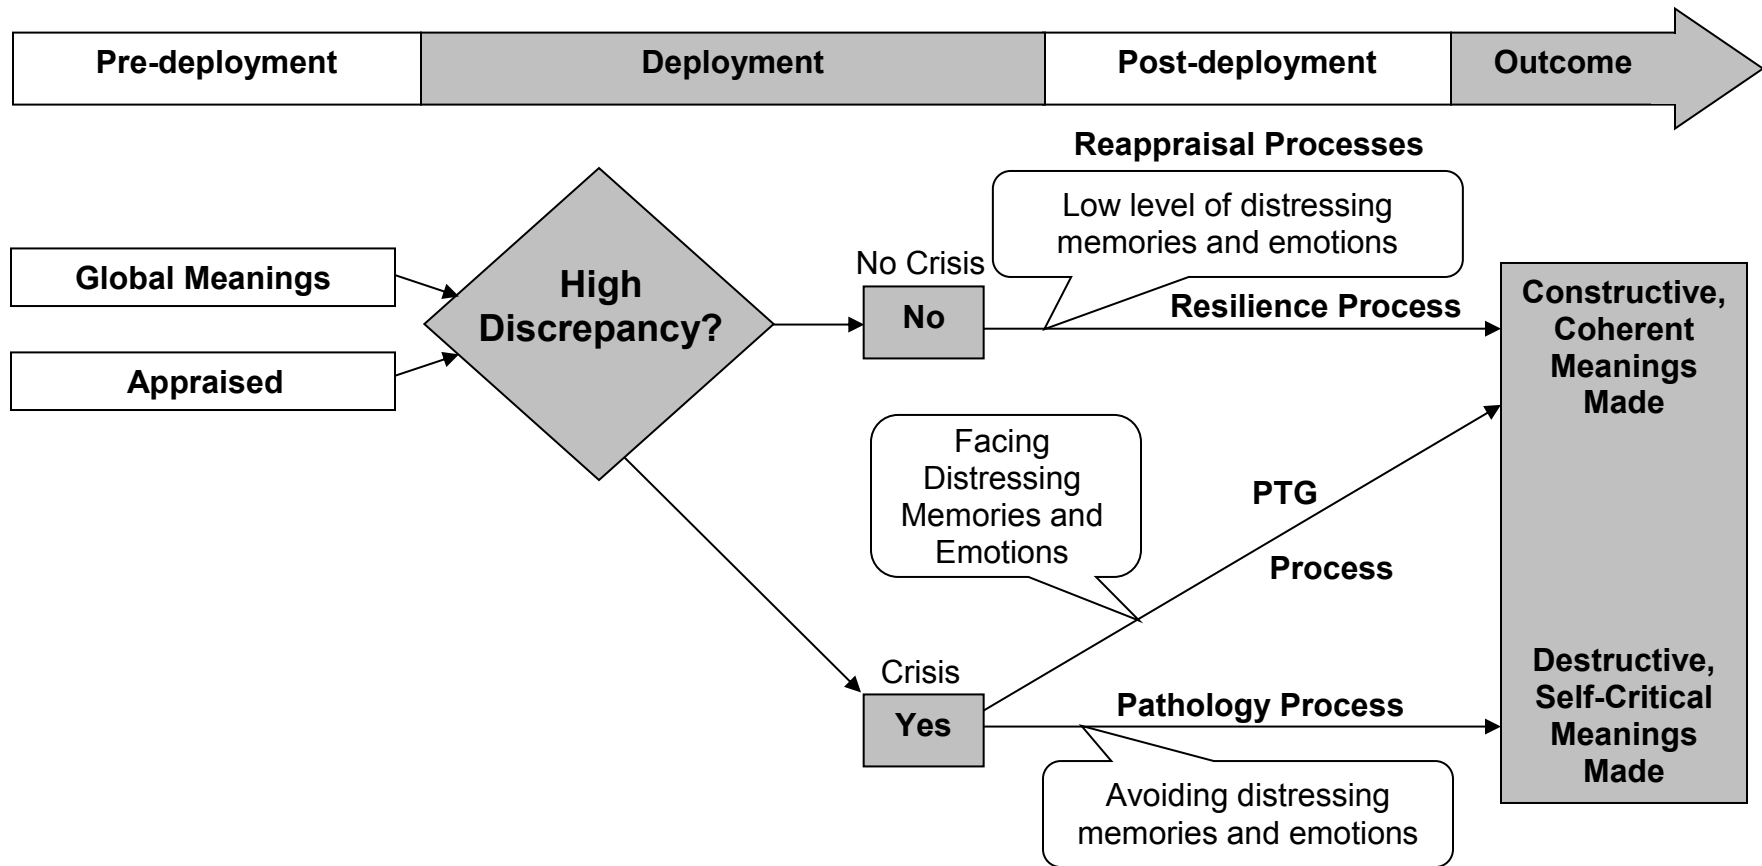 Pre-deployment
Deployment
Post-deployment
Outcome
Reappraisal Processes
Low level of distressing
memories and emotions
Global Meanings
Appraised
High
Discrepancy?
No Crisis
No
Resilience Process
Constructive,
Coherent
Meanings
Made
Facing
Distressing
Memories and
Emotions
PTG
Process
Crisis
Yes
Pathology Process
Destructive,
Self-Critical
Meanings
Made
Avoiding distressing
memories and emotions